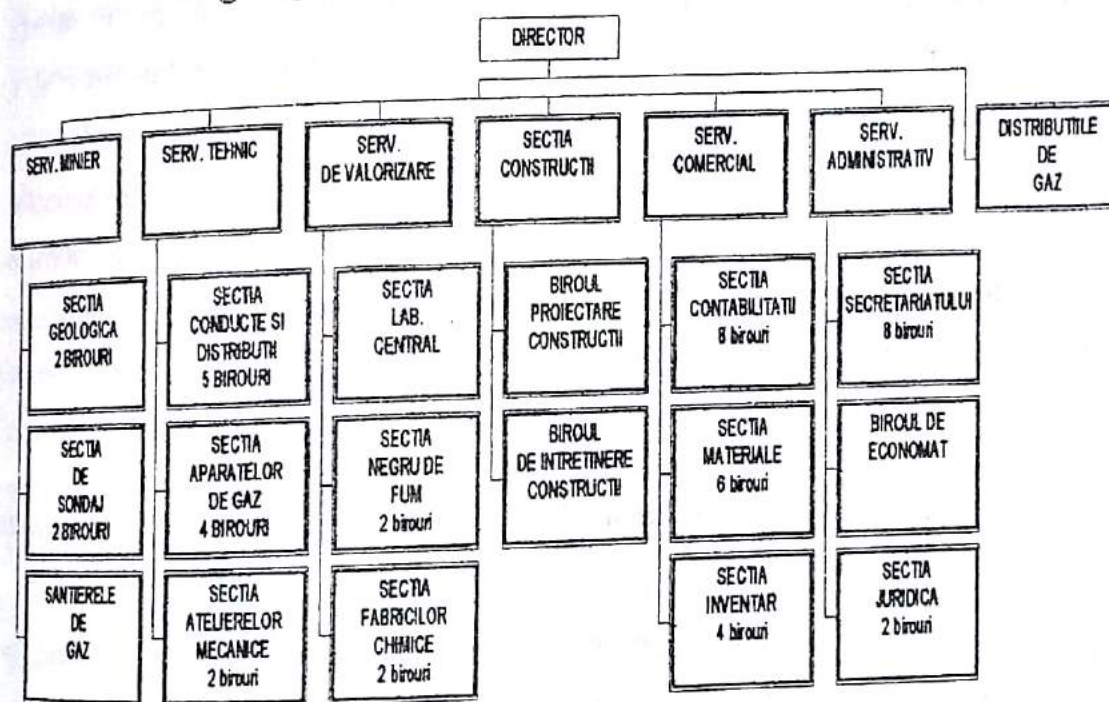 DIRECTOR
SERV. MINIER
SERV. TEHNIC
SERV.
DE VALORIZARE
SECTIA
CONSTRUCTII
SERV.
COMERCIAL
SERV.
ADMINISTRATIV
DISTRIBUTIILE
DE
GAZ
SECTIA
GEOLOGICA
2 BIROURI
SECTIA
CONDUCTE SI
DISTRIBUTII
5 BIROURI
SECTIA
LAB.
CENTRAL
BIROUL
PROIECTARE
CONSTRUCTII
SECTIA
CONTABILITATII
8 birouri
SECTIA
SECRETARIATULUI
8 birouri
SECTIA
DE
SONDAJ
2 BIROURI
SECTIA
APARATELOR
DE GAZ
4 BIROURI
SECTIA
NEGRU DE
FUM
2 birouri
BIROUL
DE INTRETINERE
CONSTRUCTII
SECTIA
MATERIALE
6 birouri
BIROUL DE
ECONOMAT
SANTIERELE
DE
GAZ
SECTIA
ATELIERELOR
MECANICE
2 birouri
SECTIA
FABRICILOR
CHIMICE
2 birouri
SECTIA
INVENTAR
4 birouri
SECTIA
JURIDICA
2 birouri